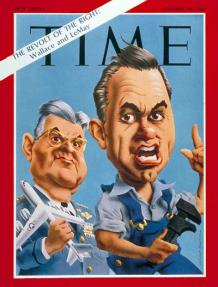 THE REVOLT OF THE RIGHT:
Wallace and LeMay
TIME